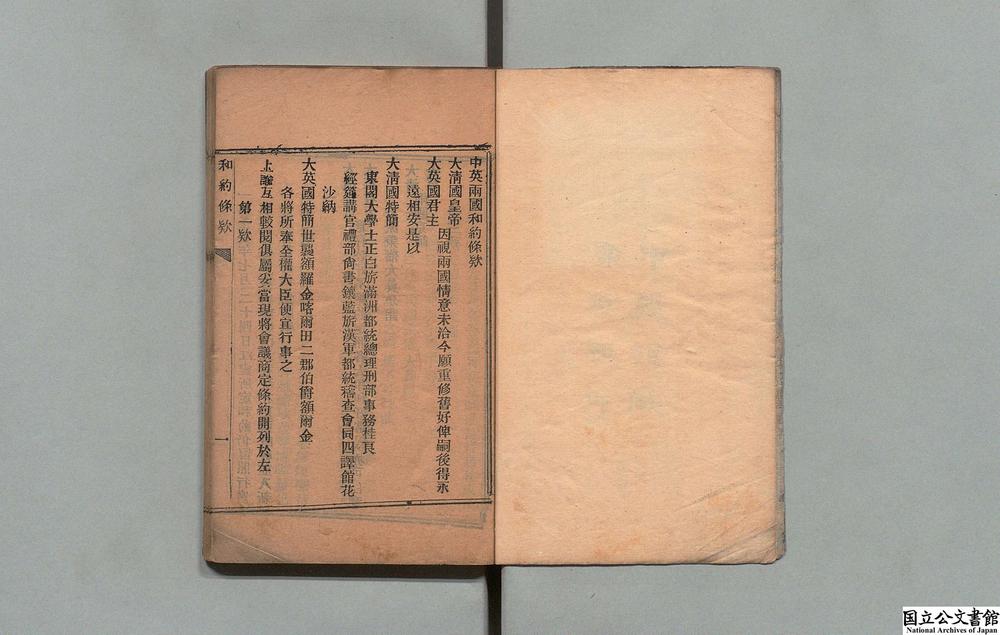 中英兩國和約條欵
大清國皇帝
大英國君主
因視兩國情意未洽今願重修舊好俾嗣後得永
遠相安是以
大清國特簡
東閣大學士正白旂滿洲都統總理刑部事務桂良
經筵講官禮部尙書鑲藍旂漢軍都統稽查會同四譯館花
沙納
大英國特簡世襲額羅金喀爾田二郡伯爵額爾金
各將所奉全權大臣便宜行事之
上諭互相較閱俱屬妥當現將會議商定條約開列於左
第一欵
和約條欵
一
国立公文書館
National Archives of Japan